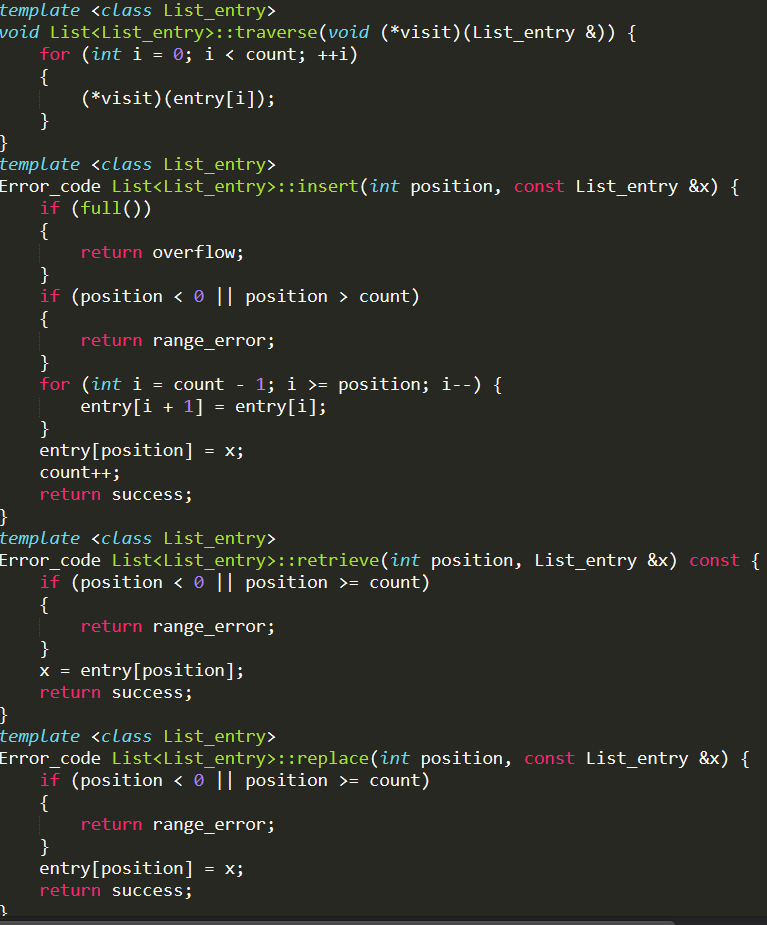 template <class List_entry>
void List<List_entry>::traverse(void (*visit)(List_entry &)) {
    for (int i = 0; i < count; ++i)
    {
        (*visit)(entry[i]);
    }
}
template <class List_entry>
Error_code List<List_entry>::insert(int position, const List_entry &x) {
    if (full())
    {
        return overflow;
    }
    if (position < 0 || position > count)
    {
        return range_error;
    }
    for (int i = count - 1; i >= position; i--) {
        entry[i + 1] = entry[i];
    }
    entry[position] = x;
    count++;
    return success;
}
template <class List_entry>
Error_code List<List_entry>::retrieve(int position, List_entry &x) const {
    if (position < 0 || position >= count)
    {
        return range_error;
    }
    x = entry[position];
    return success;
}
template <class List_entry>
Error_code List<List_entry>::replace(int position, const List_entry &x) {
    if (position < 0 || position >= count)
    {
        return range_error;
    }
    entry[position] = x;
    return success;
}